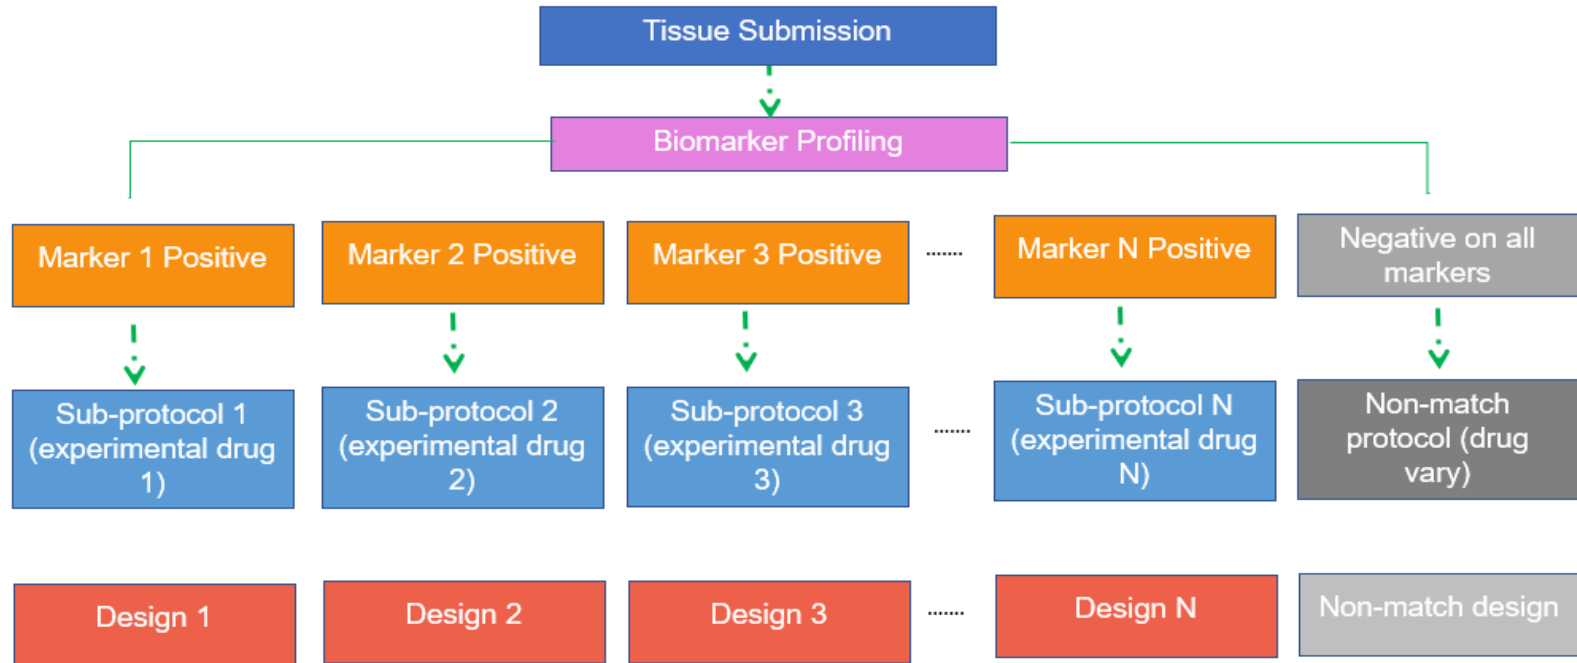 Tissue Submission
Biomarker Profiling
Marker 1 Positive
Marker 2 Positive
Marker 3 Positive
.......
Marker N Positive
Negative on all
markers
Sub-protocol 1
(experimental drug
1)
Sub-protocol 2
(experimental drug
2)
Sub-protocol 3
(experimental drug
3)
.......
Sub-protocol N
(experimental drug
N)
Non-match
protocol (drug
vary)
Design 1
Design 2
Design 3
.......
Design N
Non-match design